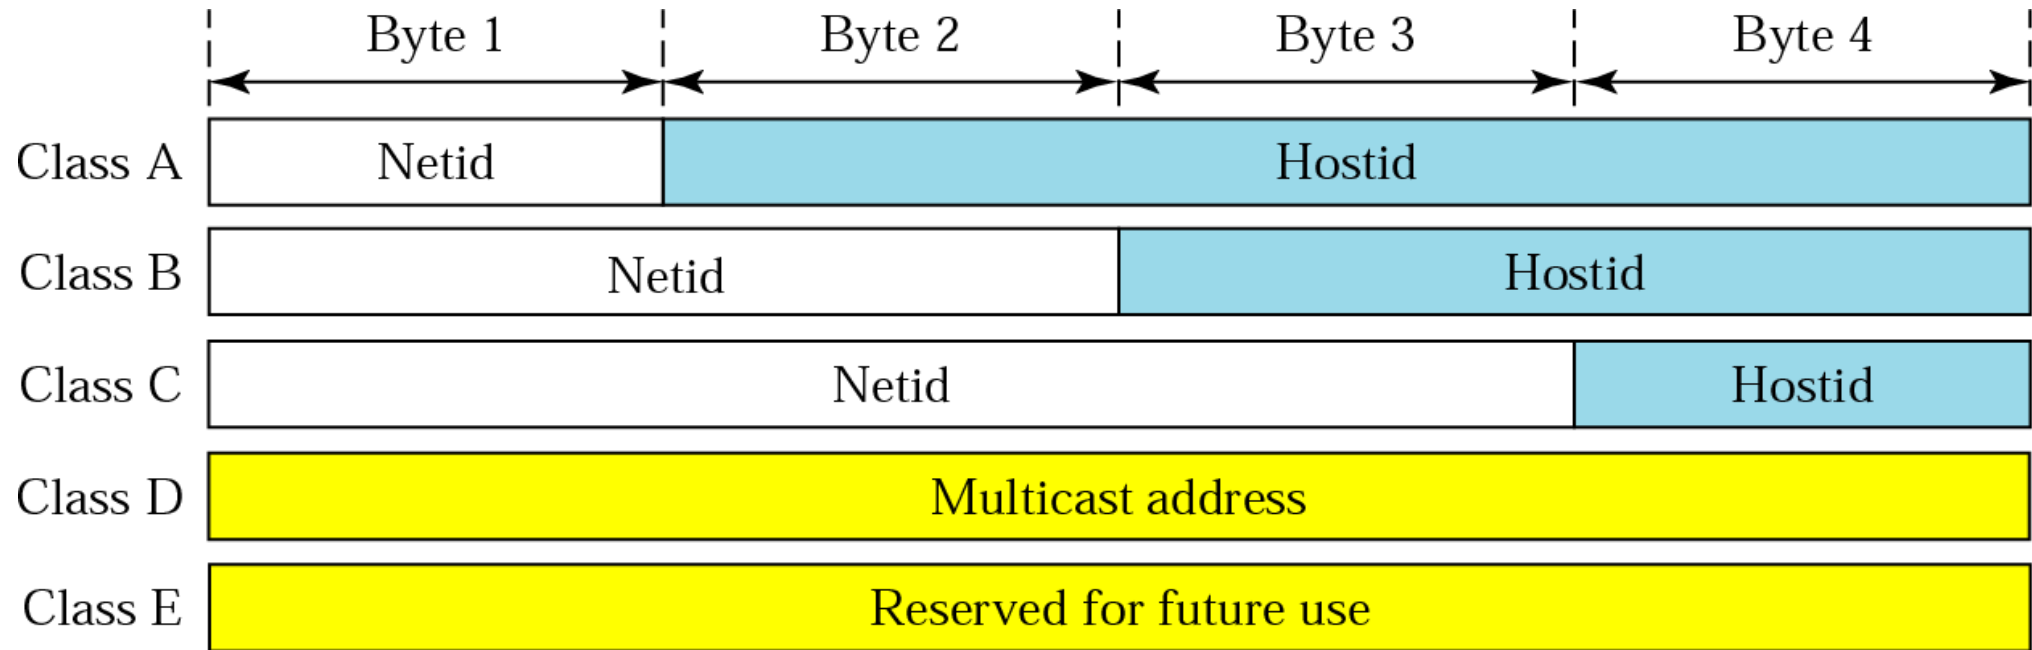 Byte 1 Byte 2 Byte 3 Byte 4
Class A Netid Hostid
Class B Netid Hostid
Class C Netid Hostid
Class D Multicast address
Class E Reserved for future use